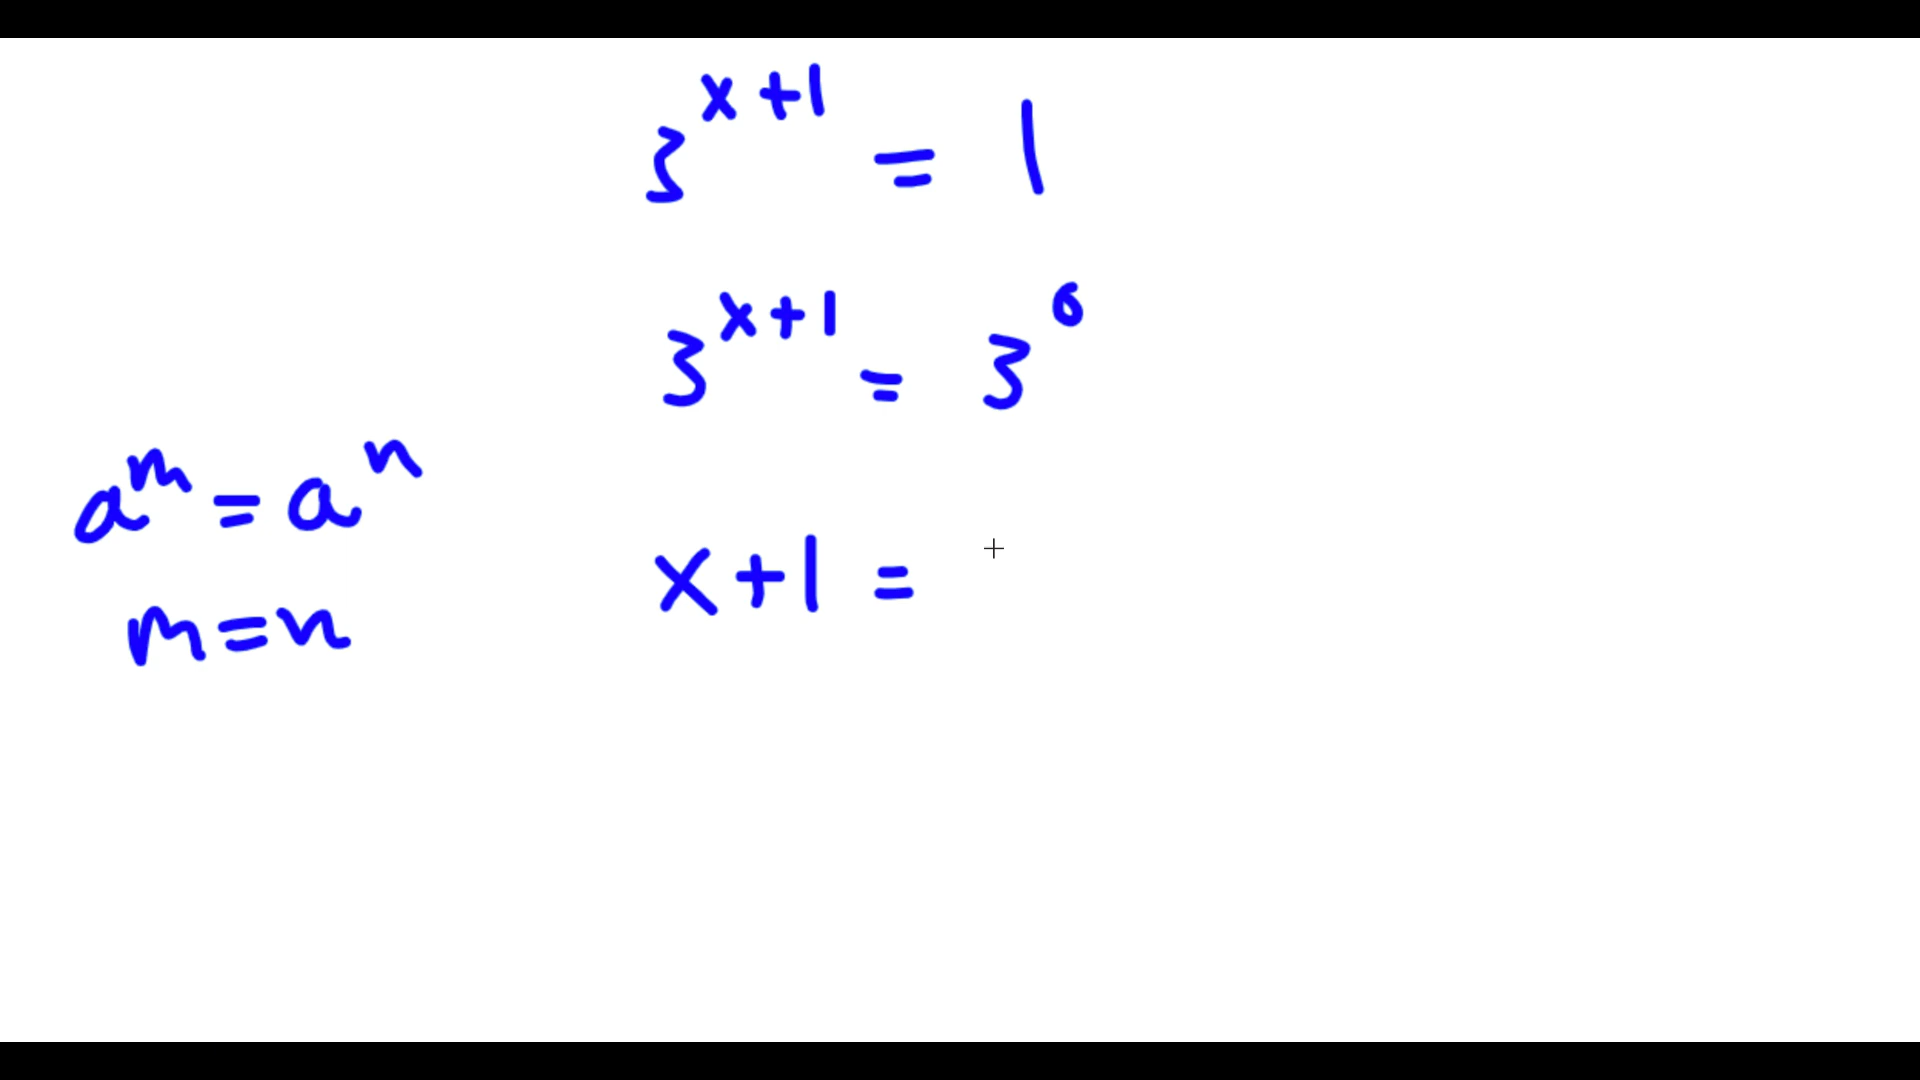 3^{x+1} = 1
3^{x+1} = 3^0
a^m = a^n
x+1 =
m=n